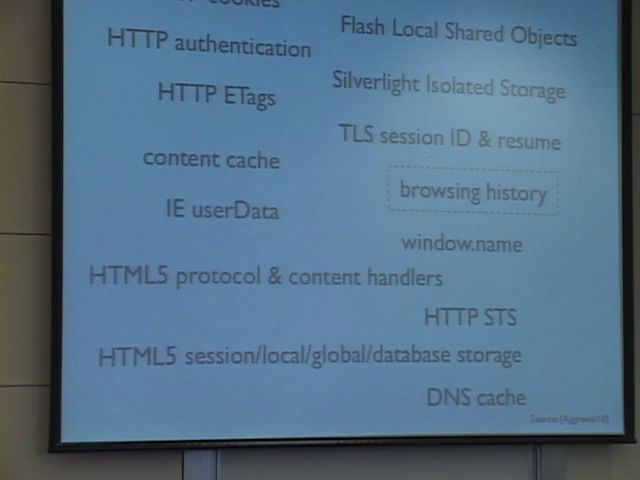 cookies
Flash Local Shared Objects
HTTP authentication
Silverlight Isolated Storage
HTTP ETags
TLS session ID & resume
content cache
browsing history
IE userData
window.name
HTML5 protocol & content handlers
HTTP STS
HTML5 session/local/global/database storage
DNS cache
Source: